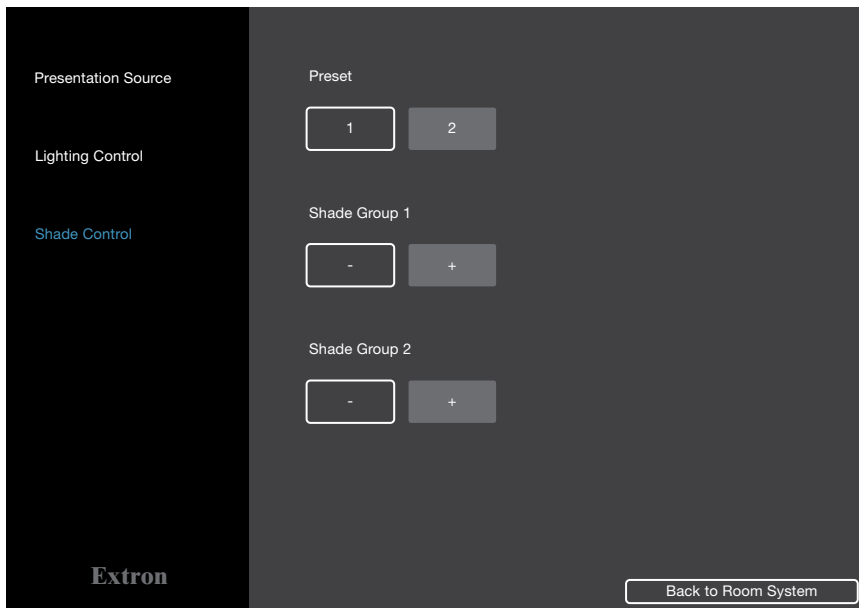 Presentation Source
Lighting Control
Shade Control
Extron
Preset
1 2
Shade Group 1
- +
Shade Group 2
- +
Back to Room System